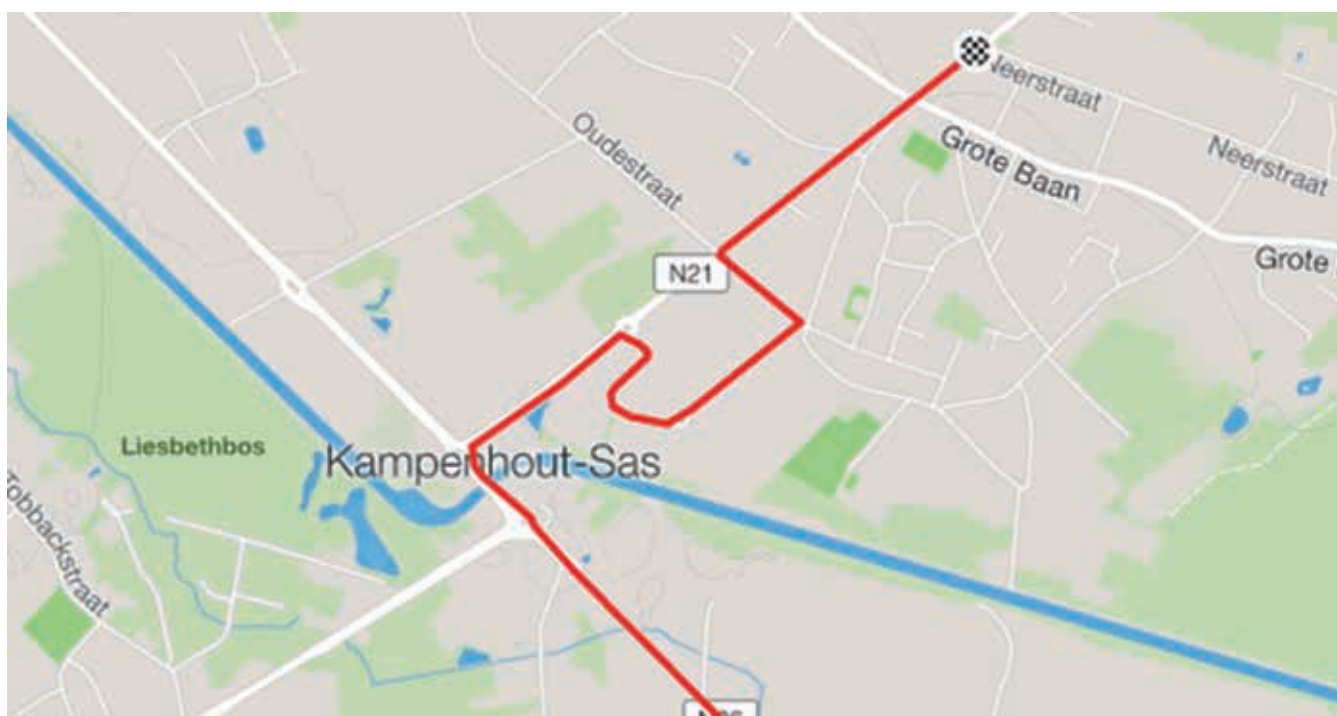 Neerstraat
Oudestraat
Grote Baan
Neerstraat
N21
Grote
Liesbethbos
Kampenhout-Sas
Tobbackstraat